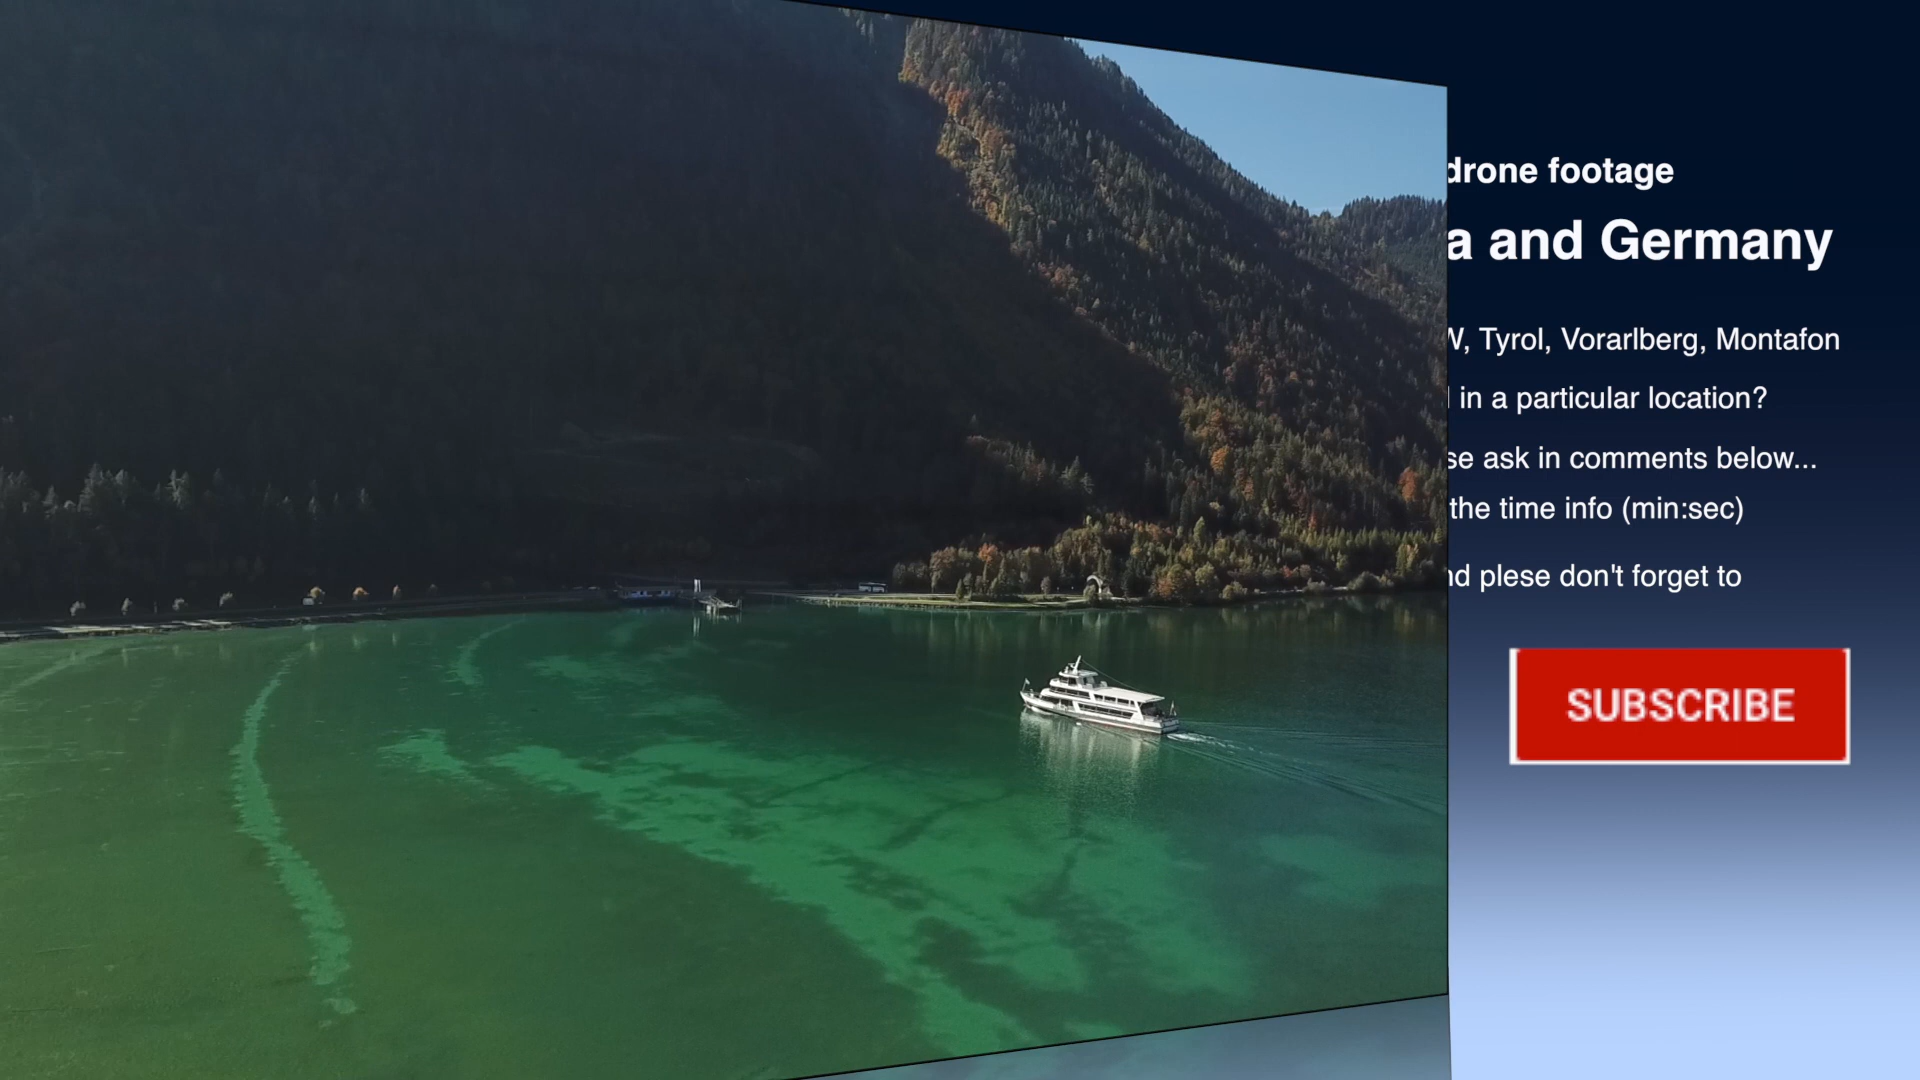 drone footage
a and Germany
W, Tyrol, Vorarlberg, Montafon
in a particular location?
se ask in comments below...
the time info (min:sec)
nd plese don't forget to
SUBSCRIBE